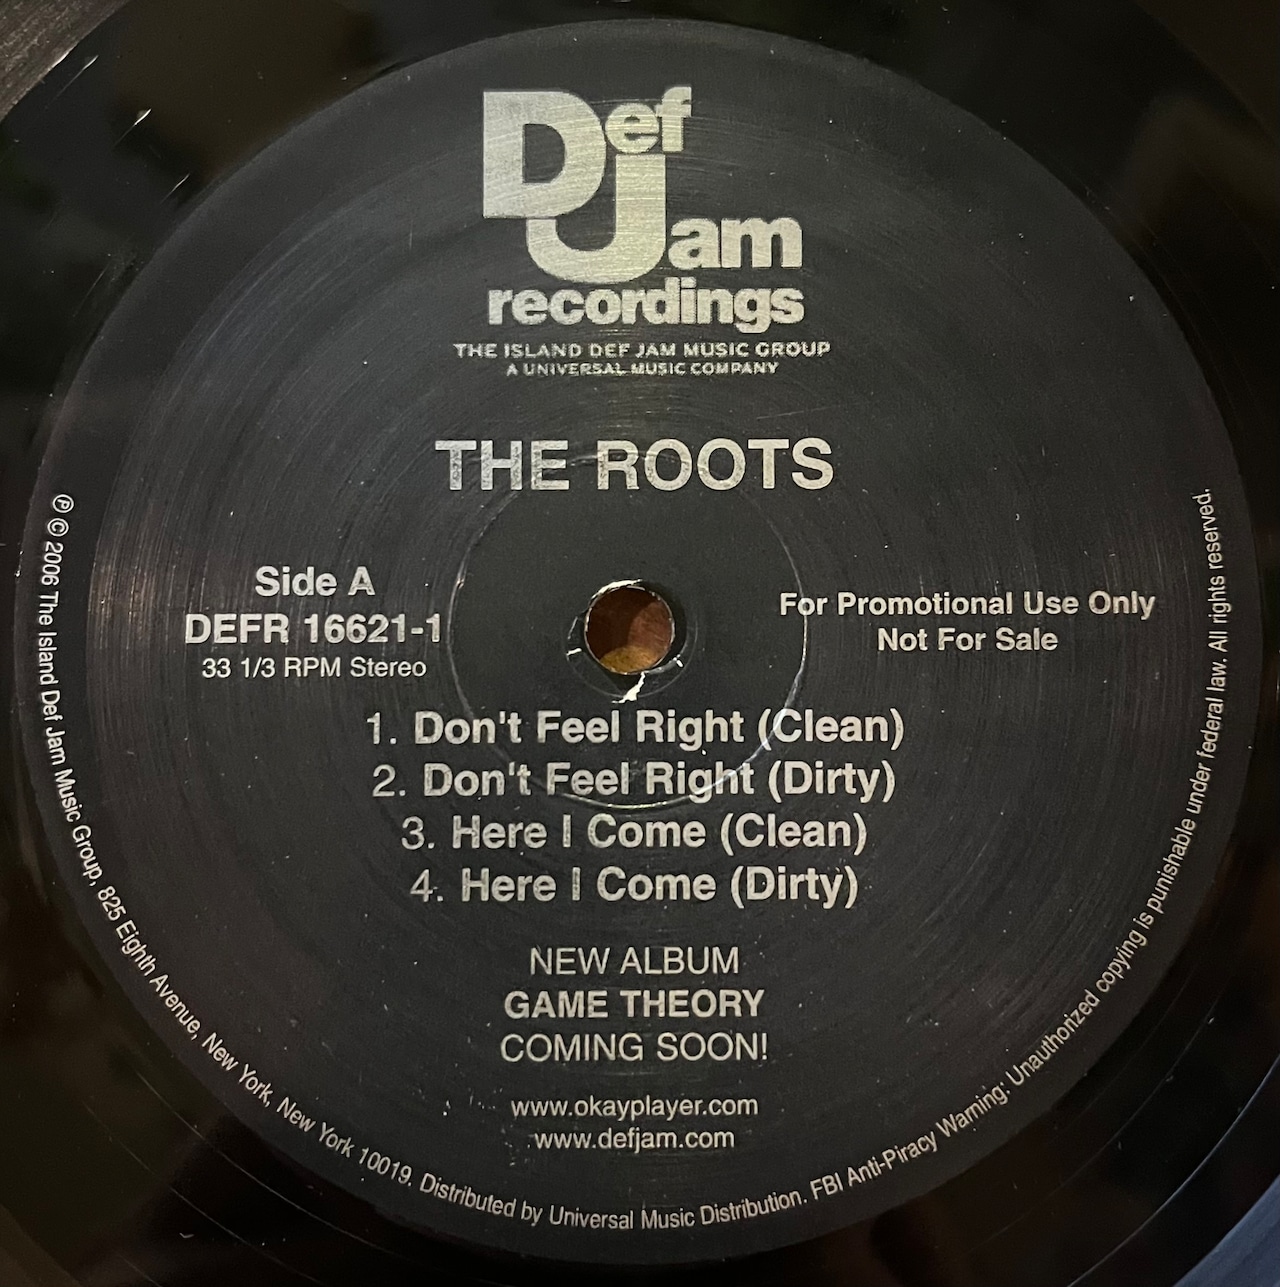 Def
Jam
recordings
THE ISLAND DEF JAM MUSIC GROUP
A UNIVERSAL MUSIC COMPANY
THE ROOTS
Side A
DEFR 16621-1
33 1/3 RPM Stereo
For Promotional Use Only
Not For Sale
1. Don't Feel Right (Clean)
2. Don't Feel Right (Dirty)
3. Here I Come (Clean)
4. Here I Come (Dirty)
NEW ALBUM
GAME THEORY
COMING SOON!
www.okayplayer.com
www.defjam.com
℗ © 2006 The Island Def Jam Music Group, 825 Eighth Avenue, New York, New York 10019. Distributed by Universal Music Distribution. FBI Anti-Piracy Warning: Unauthorized copying is punishable under federal law. All rights reserved.